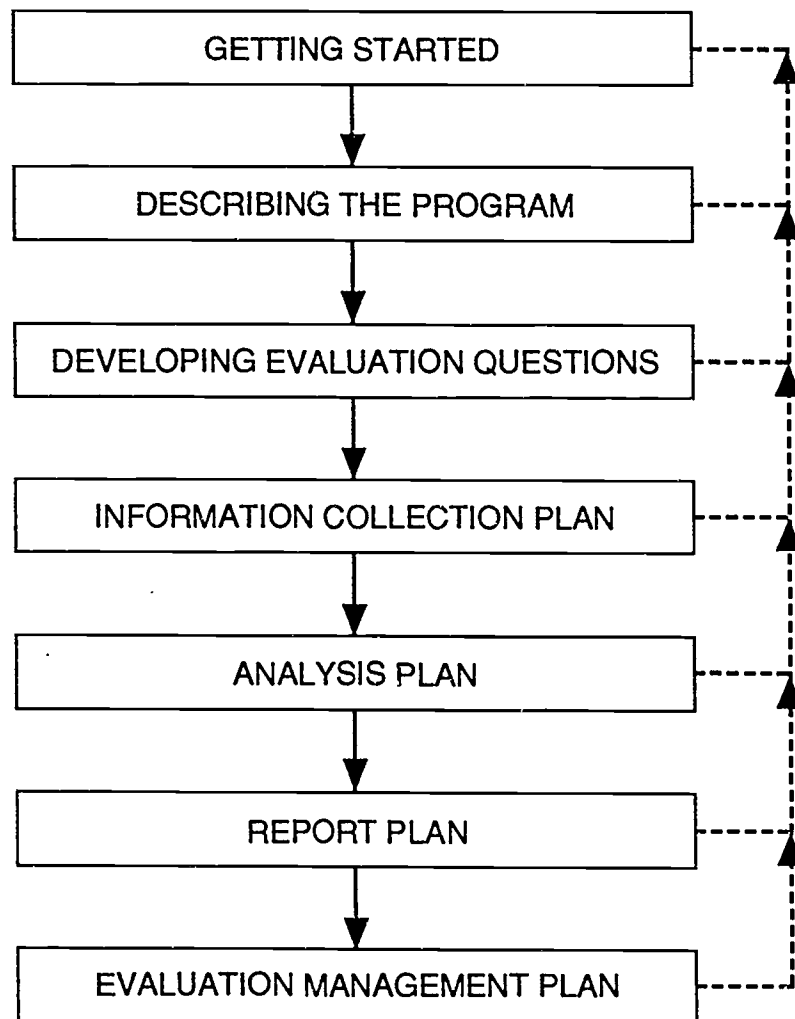 GETTING STARTED
DESCRIBING THE PROGRAM
DEVELOPING EVALUATION QUESTIONS
INFORMATION COLLECTION PLAN
ANALYSIS PLAN
REPORT PLAN
EVALUATION MANAGEMENT PLAN